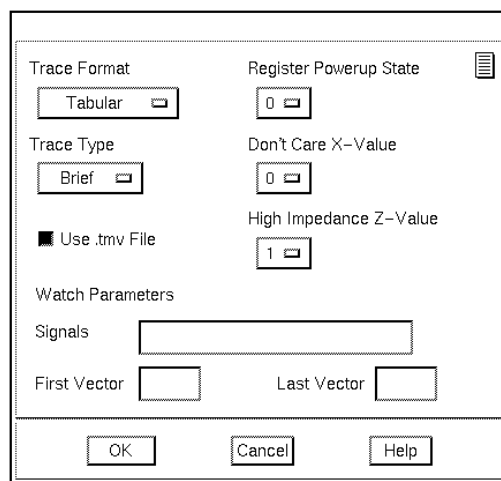 Trace Format
Register Powerup State
Tabular
0
Trace Type
Don't Care X-Value
Brief
0
High Impedance Z-Value
Use .tmv File
1
Watch Parameters
Signals
First Vector
Last Vector
OK
Cancel
Help